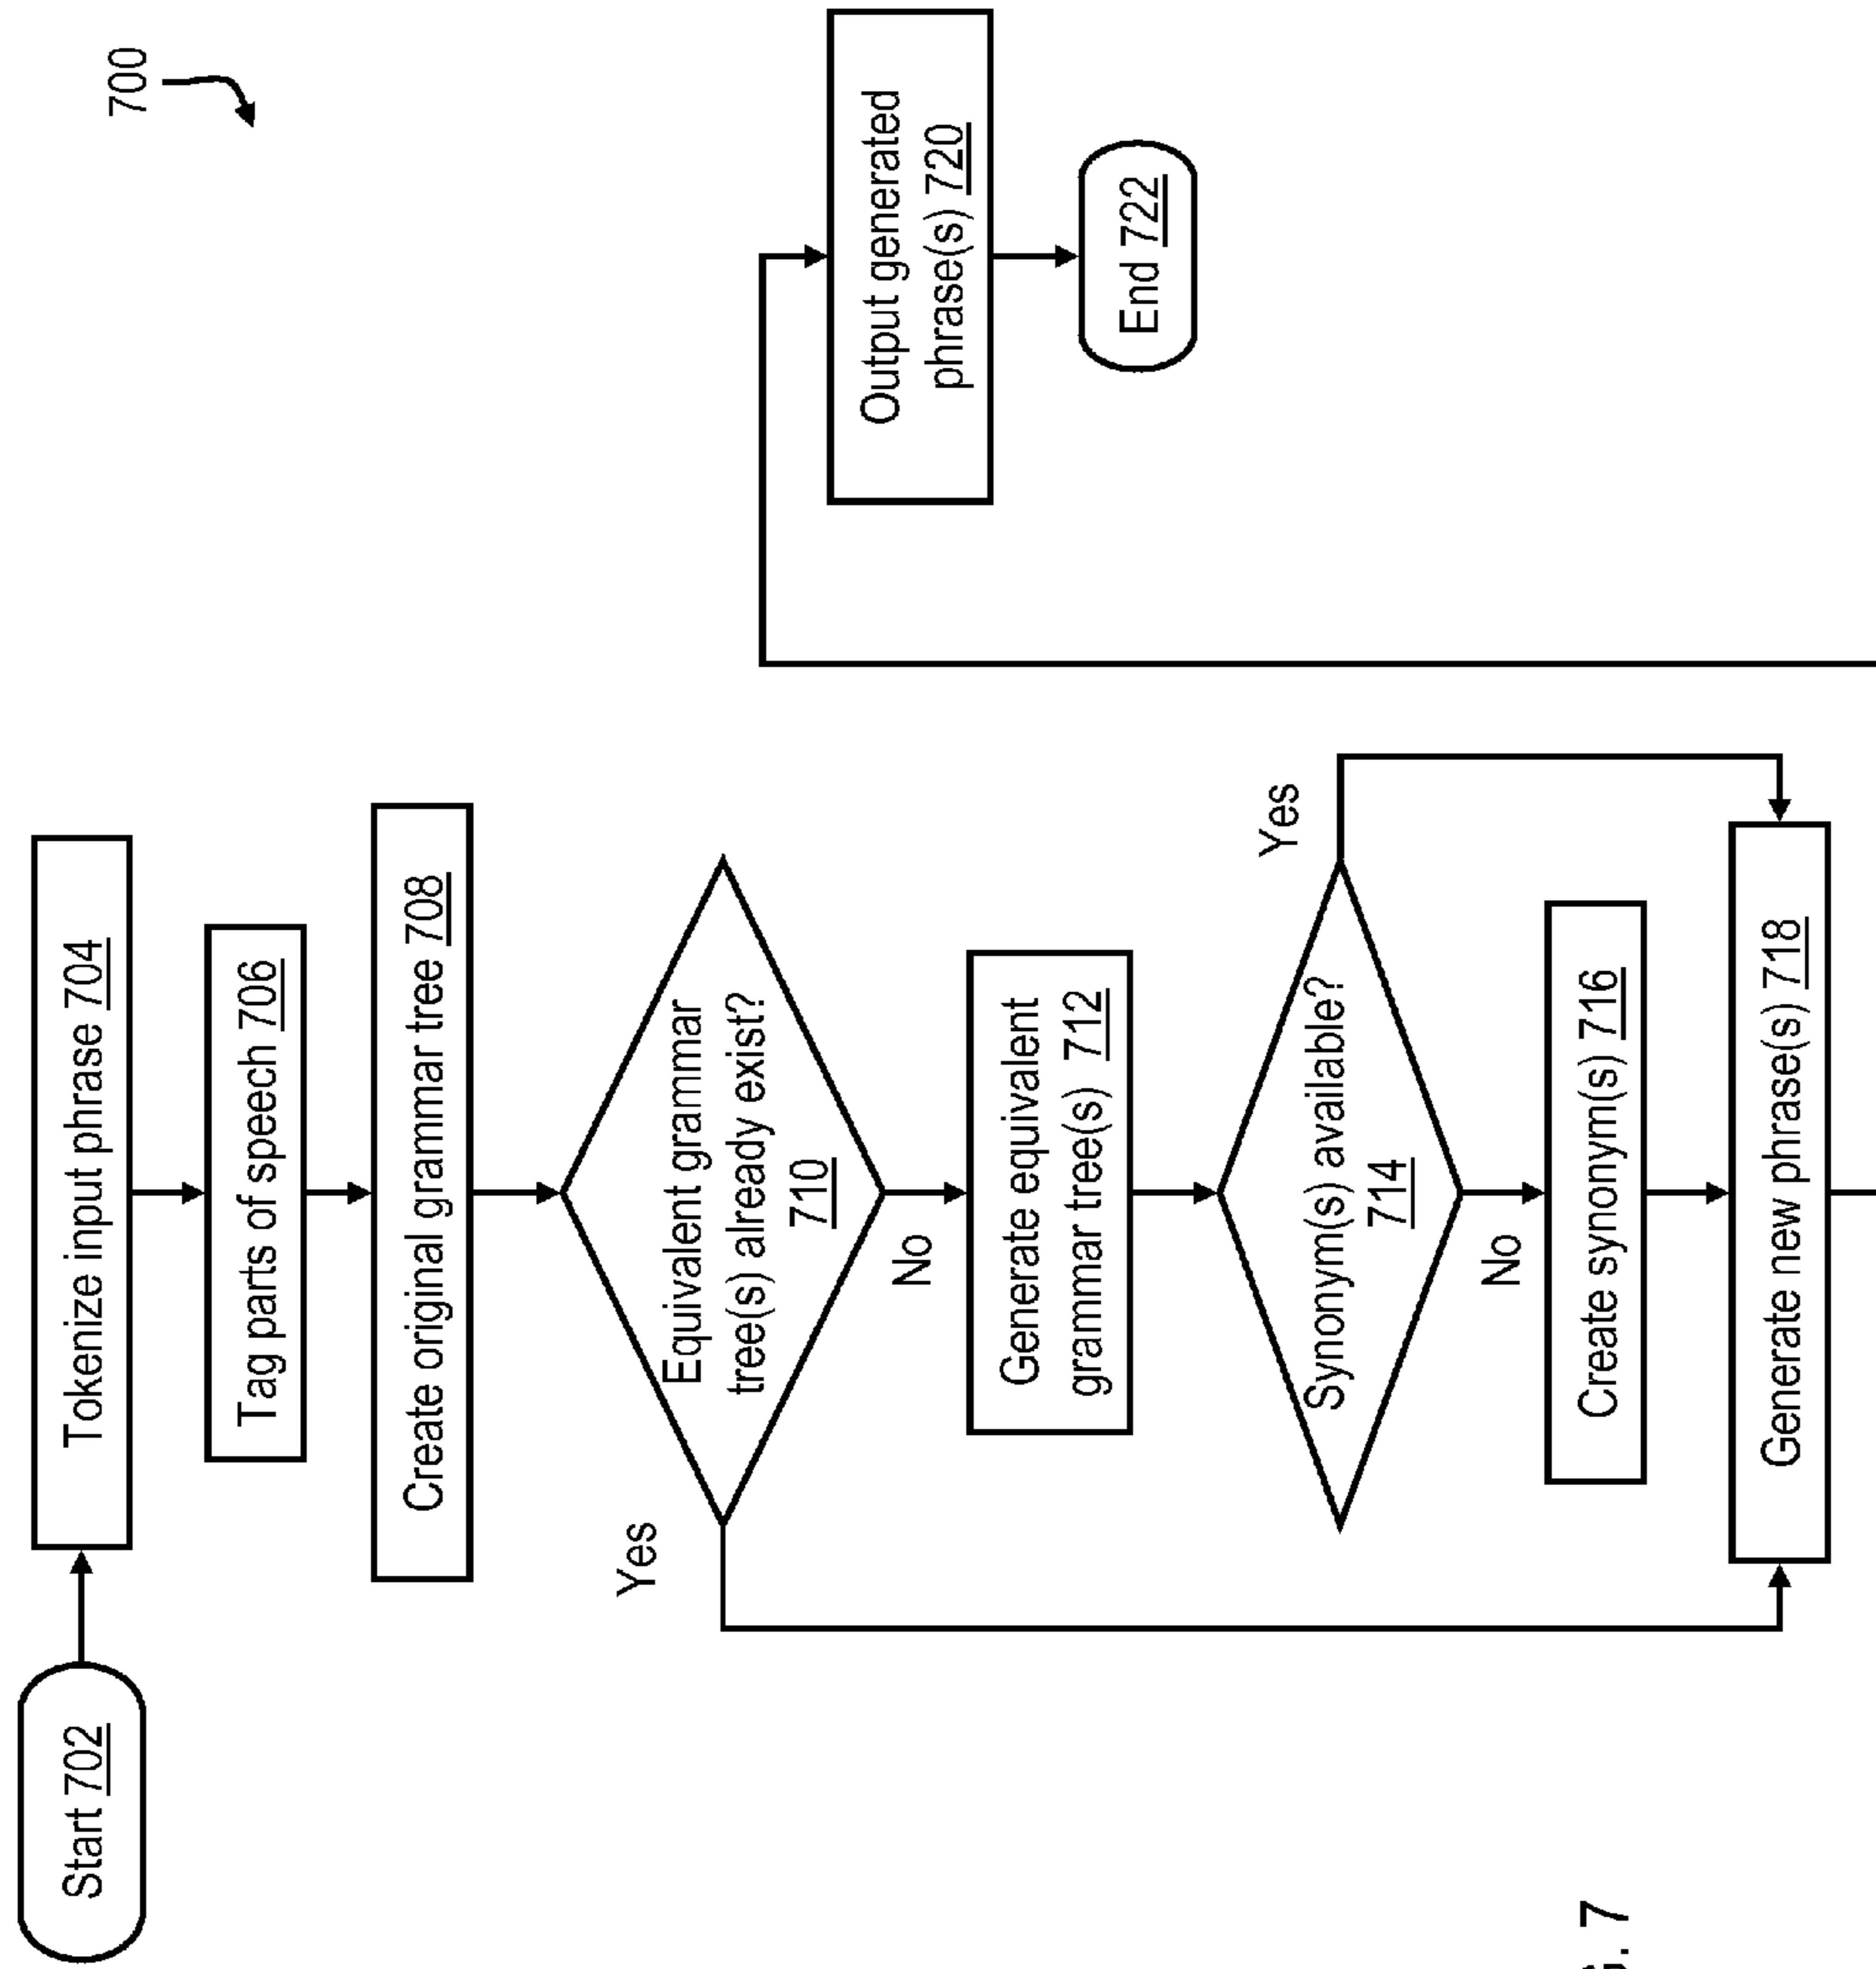 700
Start 702
Tokenize input phrase 704
Tag parts of speech 706
Create original grammar tree 708
Equivalent grammar
tree(s) already exist?
710
Yes
No
Generate equivalent
grammar tree(s) 712
Synonym(s) available?
714
Yes
No
Create synonym(s) 716
Generate new phrase(s) 718
Output generated
phrase(s) 720
End 722
. 7